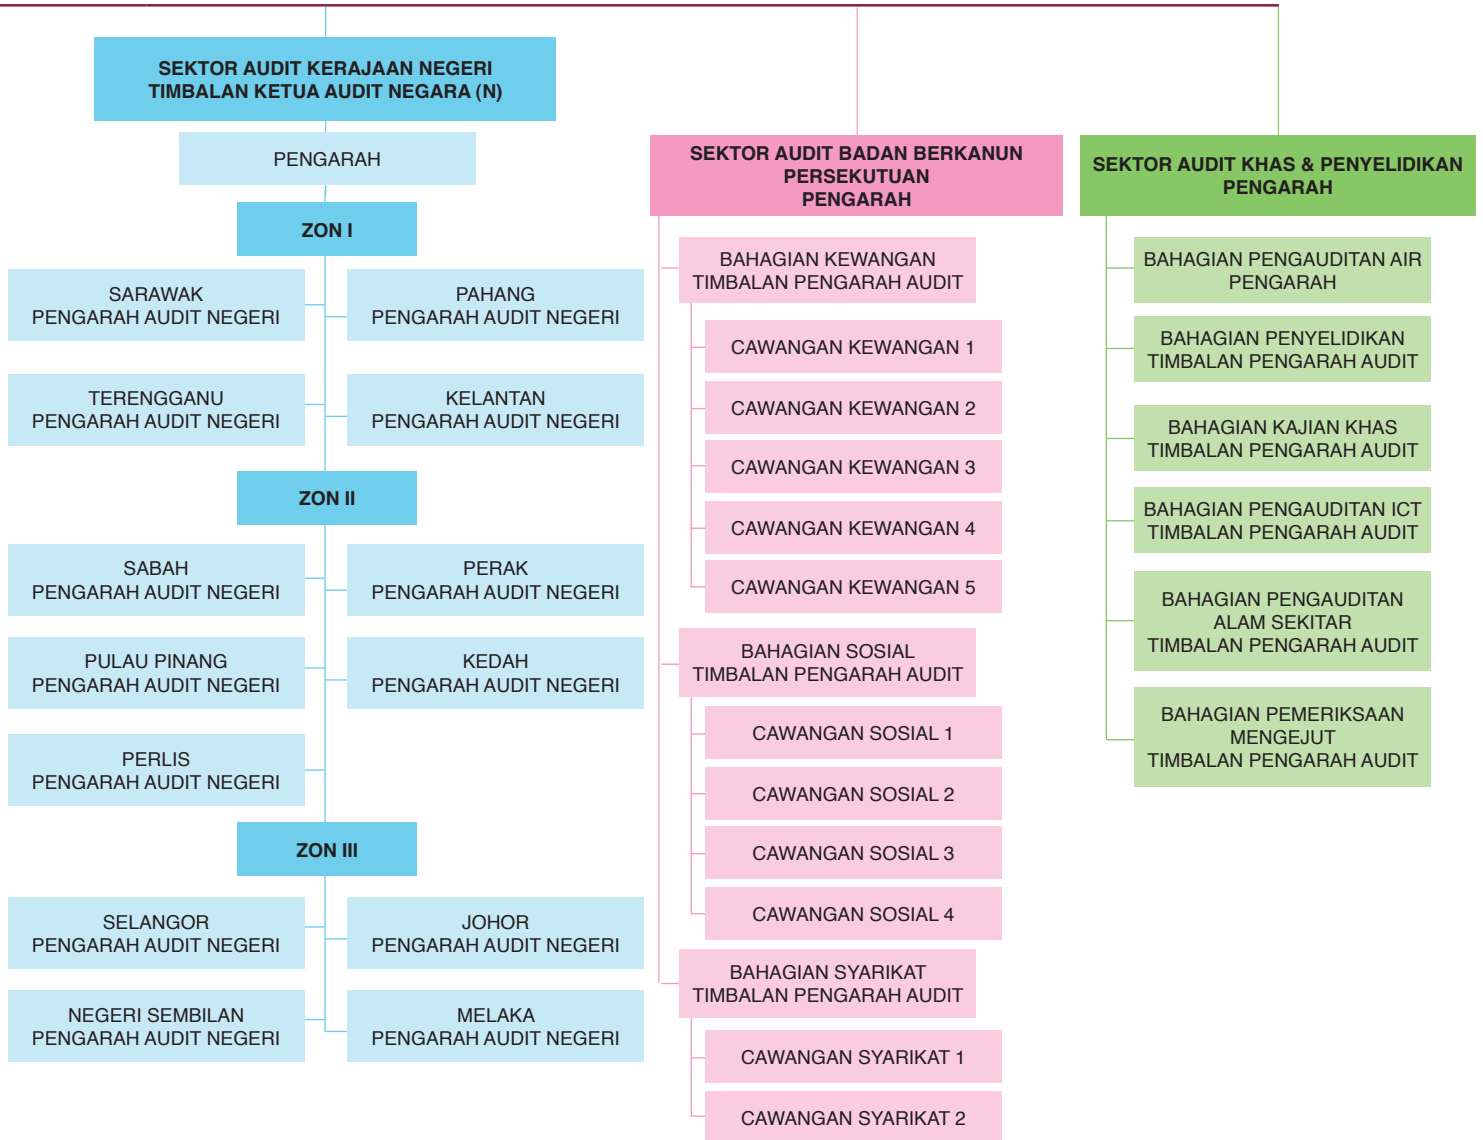 SEKTOR AUDIT KERAJAAN NEGERI
TIMBALAN KETUA AUDIT NEGARA (N)
PENGARAH
ZON I
SARAWAK
PENGARAH AUDIT NEGERI
PAHANG
PENGARAH AUDIT NEGERI
TERENGGANU
PENGARAH AUDIT NEGERI
KELANTAN
PENGARAH AUDIT NEGERI
ZON II
SABAH
PENGARAH AUDIT NEGERI
PERAK
PENGARAH AUDIT NEGERI
PULAU PINANG
PENGARAH AUDIT NEGERI
KEDAH
PENGARAH AUDIT NEGERI
PERLIS
PENGARAH AUDIT NEGERI
ZON III
SELANGOR
PENGARAH AUDIT NEGERI
JOHOR
PENGARAH AUDIT NEGERI
NEGERI SEMBILAN
PENGARAH AUDIT NEGERI
MELAKA
PENGARAH AUDIT NEGERI
SEKTOR AUDIT BADAN BERKANUN
PERSEKUTUAN
PENGARAH
BAHAGIAN KEWANGAN
TIMBALAN PENGARAH AUDIT
CAWANGAN KEWANGAN 1
CAWANGAN KEWANGAN 2
CAWANGAN KEWANGAN 3
CAWANGAN KEWANGAN 4
CAWANGAN KEWANGAN 5
BAHAGIAN SOSIAL
TIMBALAN PENGARAH AUDIT
CAWANGAN SOSIAL 1
CAWANGAN SOSIAL 2
CAWANGAN SOSIAL 3
CAWANGAN SOSIAL 4
BAHAGIAN SYARIKAT
TIMBALAN PENGARAH AUDIT
CAWANGAN SYARIKAT 1
CAWANGAN SYARIKAT 2
SEKTOR AUDIT KHAS & PENYELIDIKAN
PENGARAH
BAHAGIAN PENGAUDITAN AIR
PENGARAH
BAHAGIAN PENYELIDIKAN
TIMBALAN PENGARAH AUDIT
BAHAGIAN KAJIAN KHAS
TIMBALAN PENGARAH AUDIT
BAHAGIAN PENGAUDITAN ICT
TIMBALAN PENGARAH AUDIT
BAHAGIAN PENGAUDITAN
ALAM SEKITAR
TIMBALAN PENGARAH AUDIT
BAHAGIAN PEMERIKSAAN
MENGEJUT
TIMBALAN PENGARAH AUDIT